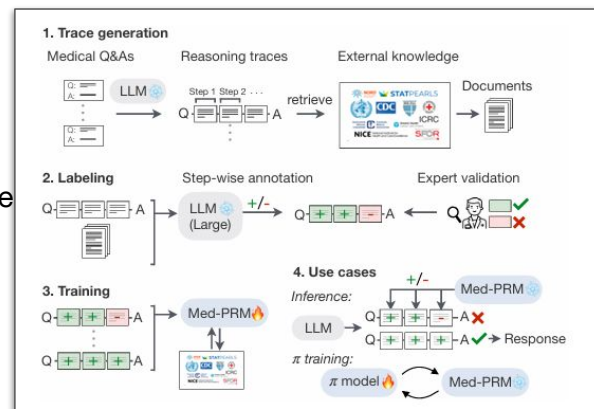 1. Trace generation
Medical Q&As
Reasoning traces
External knowledge
Q:
A:
Q:
A:
LLM
Step 1 Step 2 . . .
Q A
retrieve
STATPEARLS
CDC
ICRC
NICE
SFOR
Documents
e
2. Labeling
Step-wise annotation
Expert validation
Q A
LLM
(Large)
+/-
Q + + - A
3. Training
Q + + - A
Q + + + A
Med-PRM
4. Use cases
Inference:
+/-
Med-PRM
LLM
Q + + - A
Q + + + A Response
π training:
π model
Med-PRM